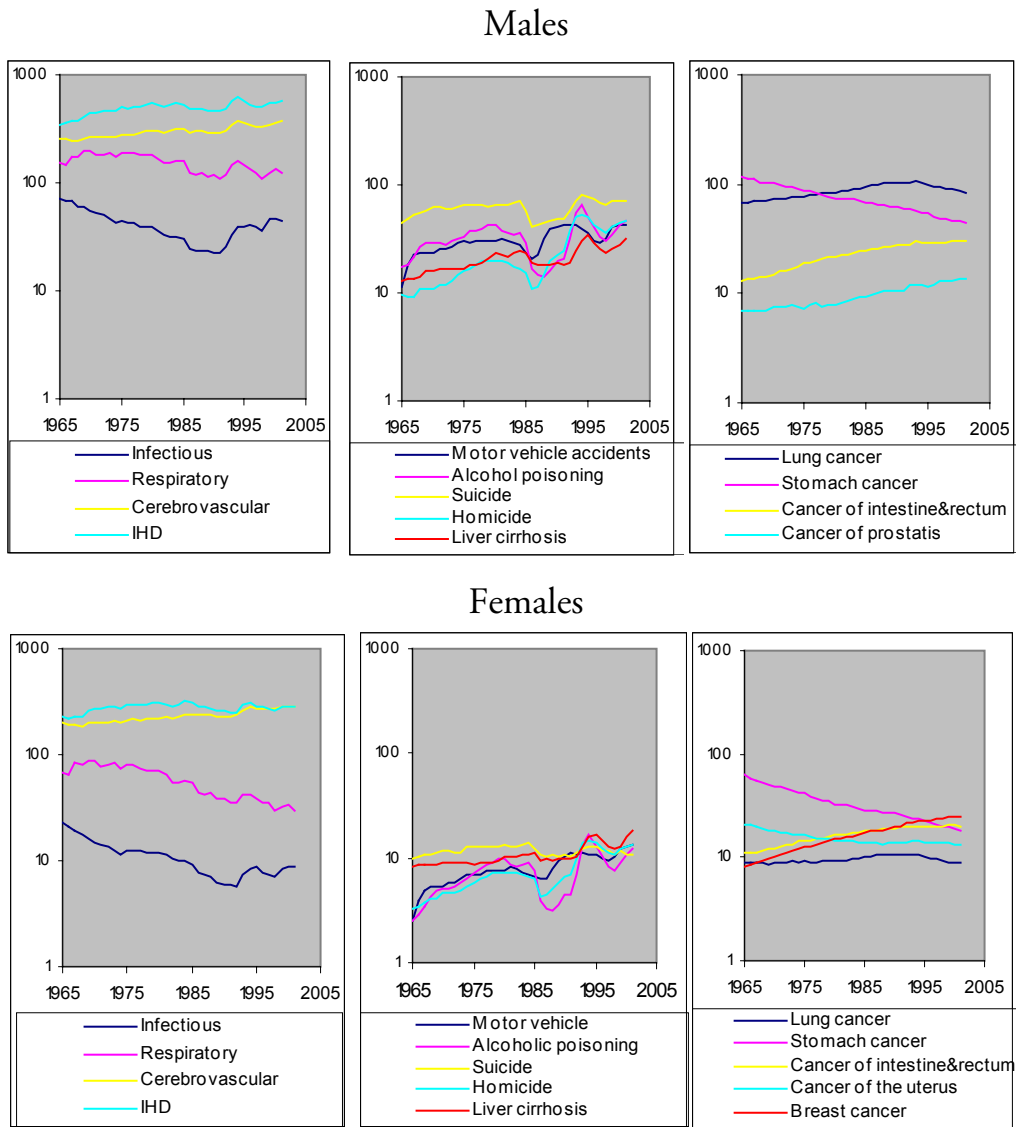 Males
1000
100
10
1
1965 1975 1985 1995 2005
Infectious
Respiratory
Cerebrovascular
IHD
1000
100
10
1
1965 1975 1985 1995 2005
Motor vehicle accidents
Alcohol poisoning
Suicide
Homicide
Liver cirrhosis
1000
100
10
1
1965 1975 1985 1995 2005
Lung cancer
Stomach cancer
Cancer of intestine&rectum
Cancer of prostatis
Females
1000
100
10
1
1965 1975 1985 1995 2005
Infectious
Respiratory
Cerebrovascular
IHD
1000
100
10
1
1965 1975 1985 1995 2005
Motor vehicle
Alcoholic poisoning
Suicide
Homicide
Liver cirrhosis
1000
100
10
1
1965 1975 1985 1995 2005
Lung cancer
Stomach cancer
Cancer of intestine&rectum
Cancer of the uterus
Breast cancer